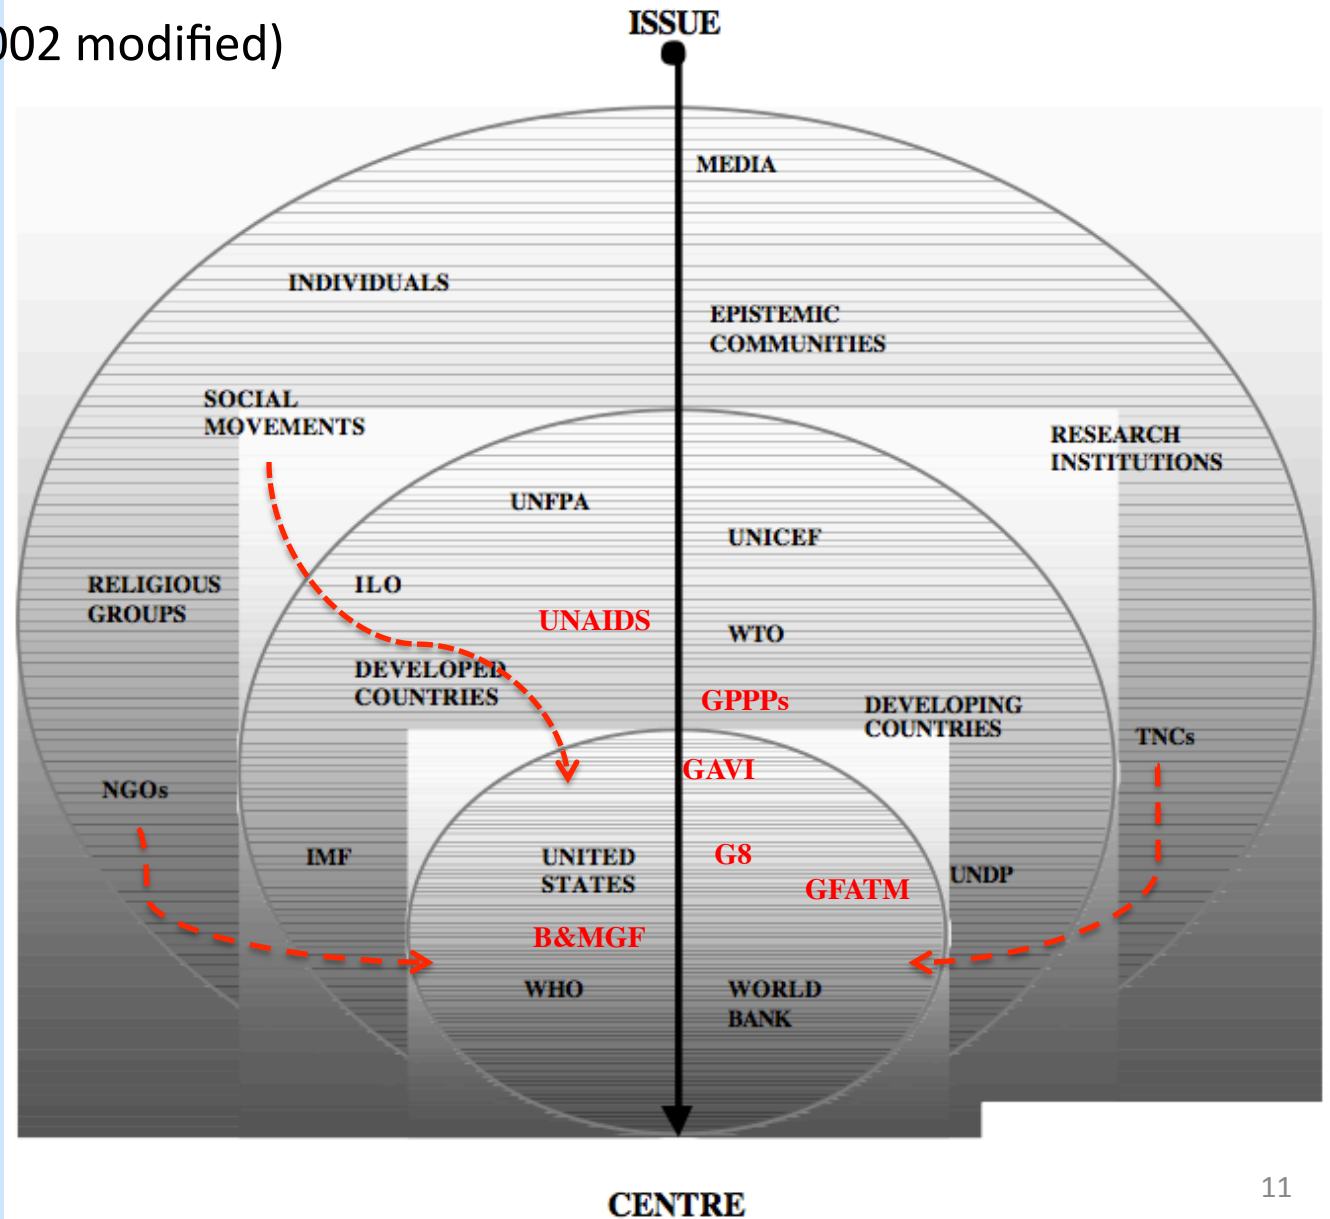 002 modified)
ISSUE
MEDIA
INDIVIDUALS
EPISTEMIC
COMMUNITIES
SOCIAL
MOVEMENTS
RESEARCH
INSTITUTIONS
UNFPA
UNICEF
RELIGIOUS
GROUPS
ILO
UNAIDS
WTO
DEVELOPED
COUNTRIES
GPPPs
DEVELOPING
COUNTRIES
TNCs
GAVI
NGOs
IMF
UNITED
STATES
G8
GFATM
UNDP
B&MGF
WHO
WORLD
BANK
CENTRE
11